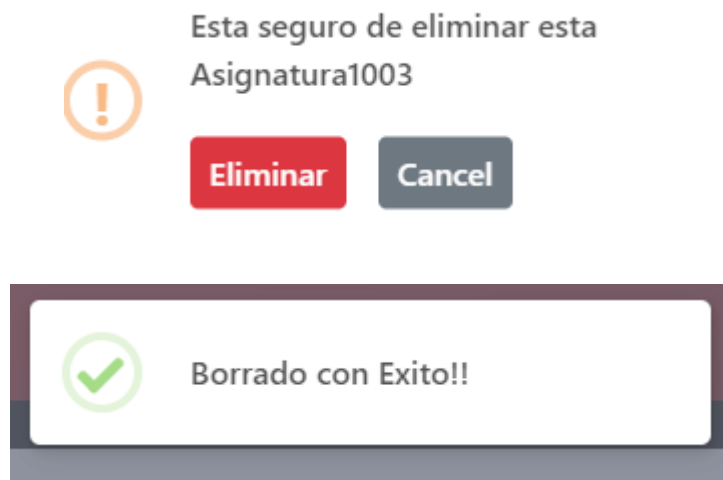 Esta seguro de eliminar esta
Asignatura1003
Eliminar Cancel
Borrado con Exito!!